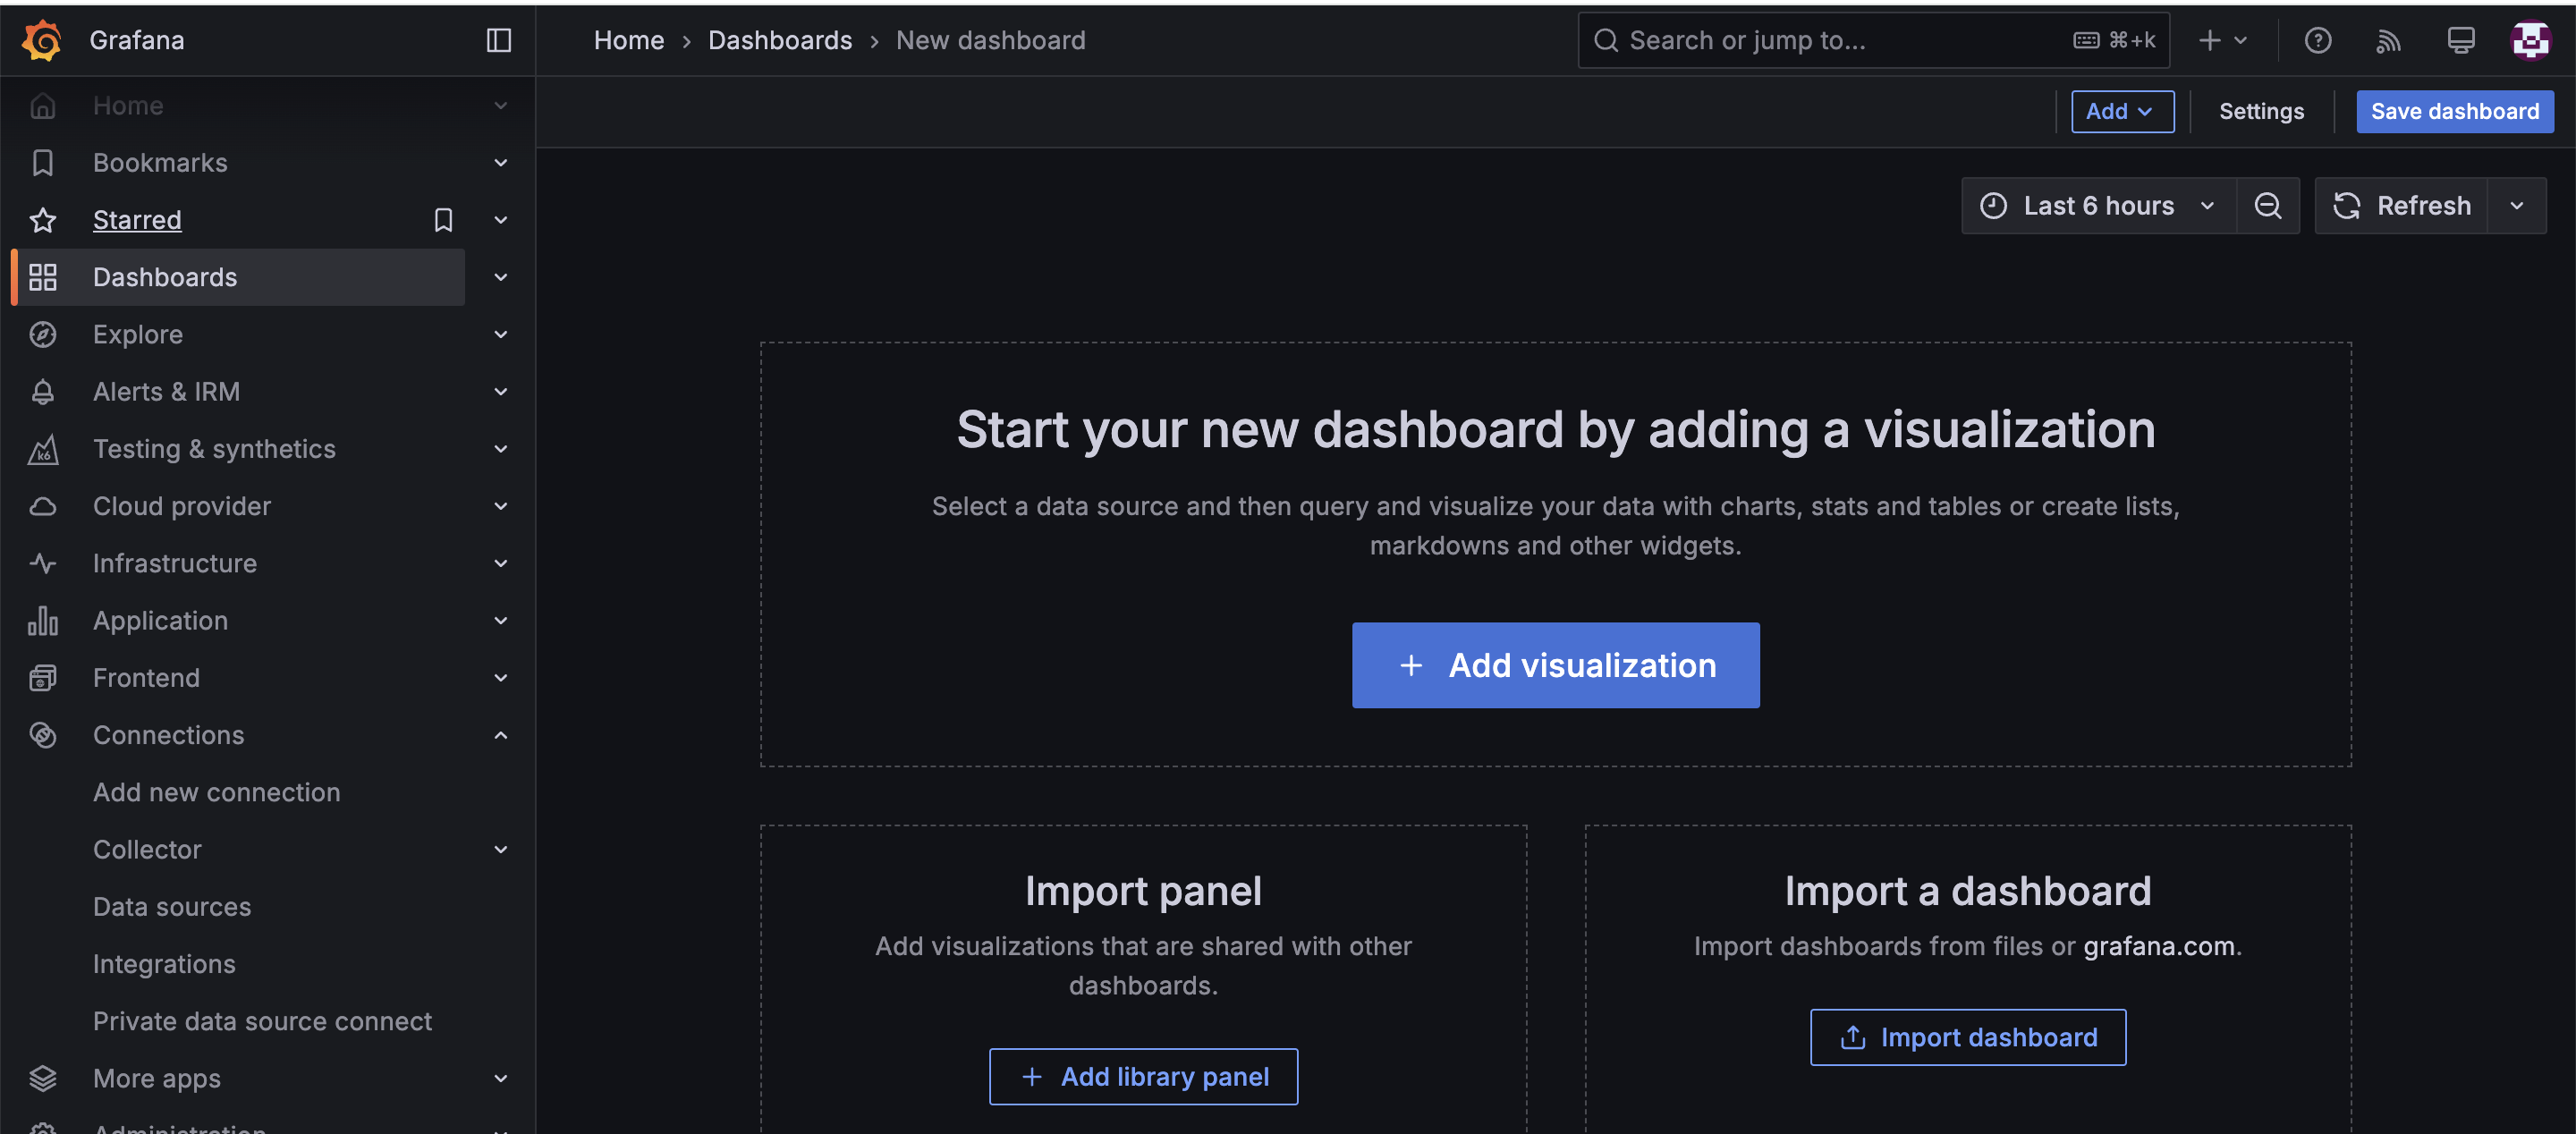 Grafana
Home › Dashboards › New dashboard
Search or jump to...
⌘+k
Add
Settings
Save dashboard
Home
Bookmarks
Starred
Dashboards
Explore
Alerts & IRM
k6
Testing & synthetics
Cloud provider
Infrastructure
Application
Frontend
Connections
Add new connection
Collector
Data sources
Integrations
Private data source connect
More apps
Administration
Last 6 hours
Refresh
Start your new dashboard by adding a visualization
Select a data source and then query and visualize your data with charts, stats and tables or create lists,
markdowns and other widgets.
+ Add visualization
Import panel
Add visualizations that are shared with other
dashboards.
+ Add library panel
Import a dashboard
Import dashboards from files or grafana.com.
Import dashboard